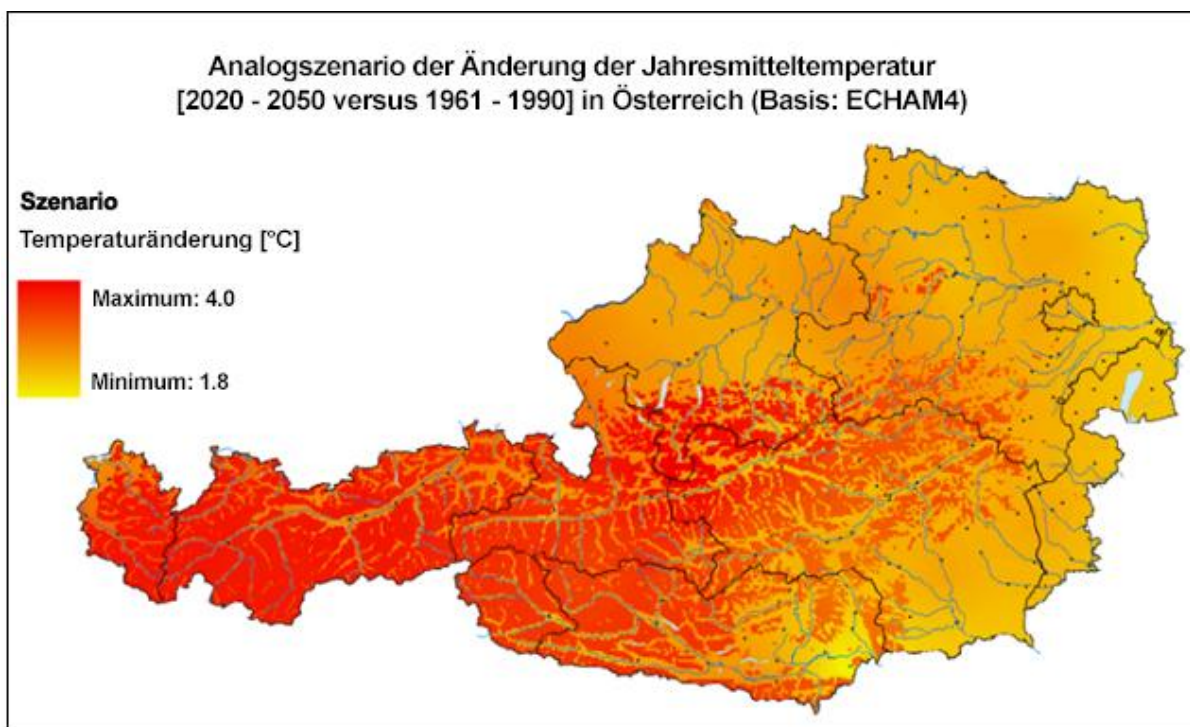 Analogszenario der Änderung der Jahresmitteltemperatur
[2020 - 2050 versus 1961 - 1990] in Österreich (Basis: ECHAM4)
Szenario
Temperaturänderung [°C]
Maximum: 4.0
Minimum: 1.8